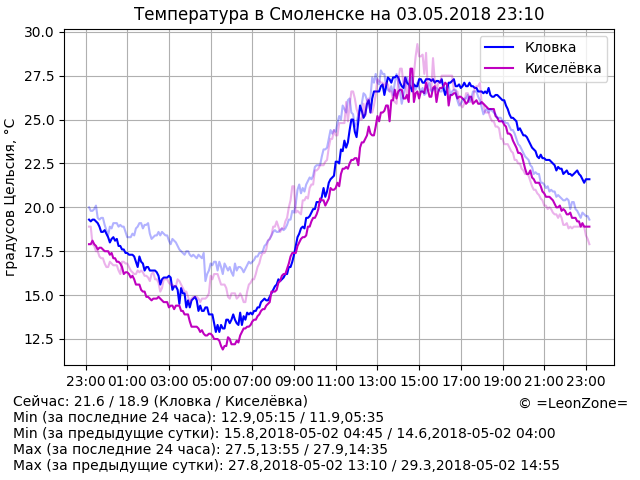 Температура в Смоленске на 03.05.2018 23:10
30.0
27.5
25.0
22.5
20.0
17.5
15.0
12.5
градусов Цельсия, °C
Кловка
Киселёвка
23:00 01:00 03:00 05:00 07:00 09:00 11:00 13:00 15:00 17:00 19:00 21:00 23:00
Сейчас: 21.6 / 18.9 (Кловка / Киселёвка)
© =LeonZone=
Min (за последние 24 часа): 12.9,05:15 / 11.9,05:35
Min (за предыдущие сутки): 15.8,2018-05-02 04:45 / 14.6,2018-05-02 04:00
Max (за последние 24 часа): 27.5,13:55 / 27.9,14:35
Max (за предыдущие сутки): 27.8,2018-05-02 13:10 / 29.3,2018-05-02 14:55